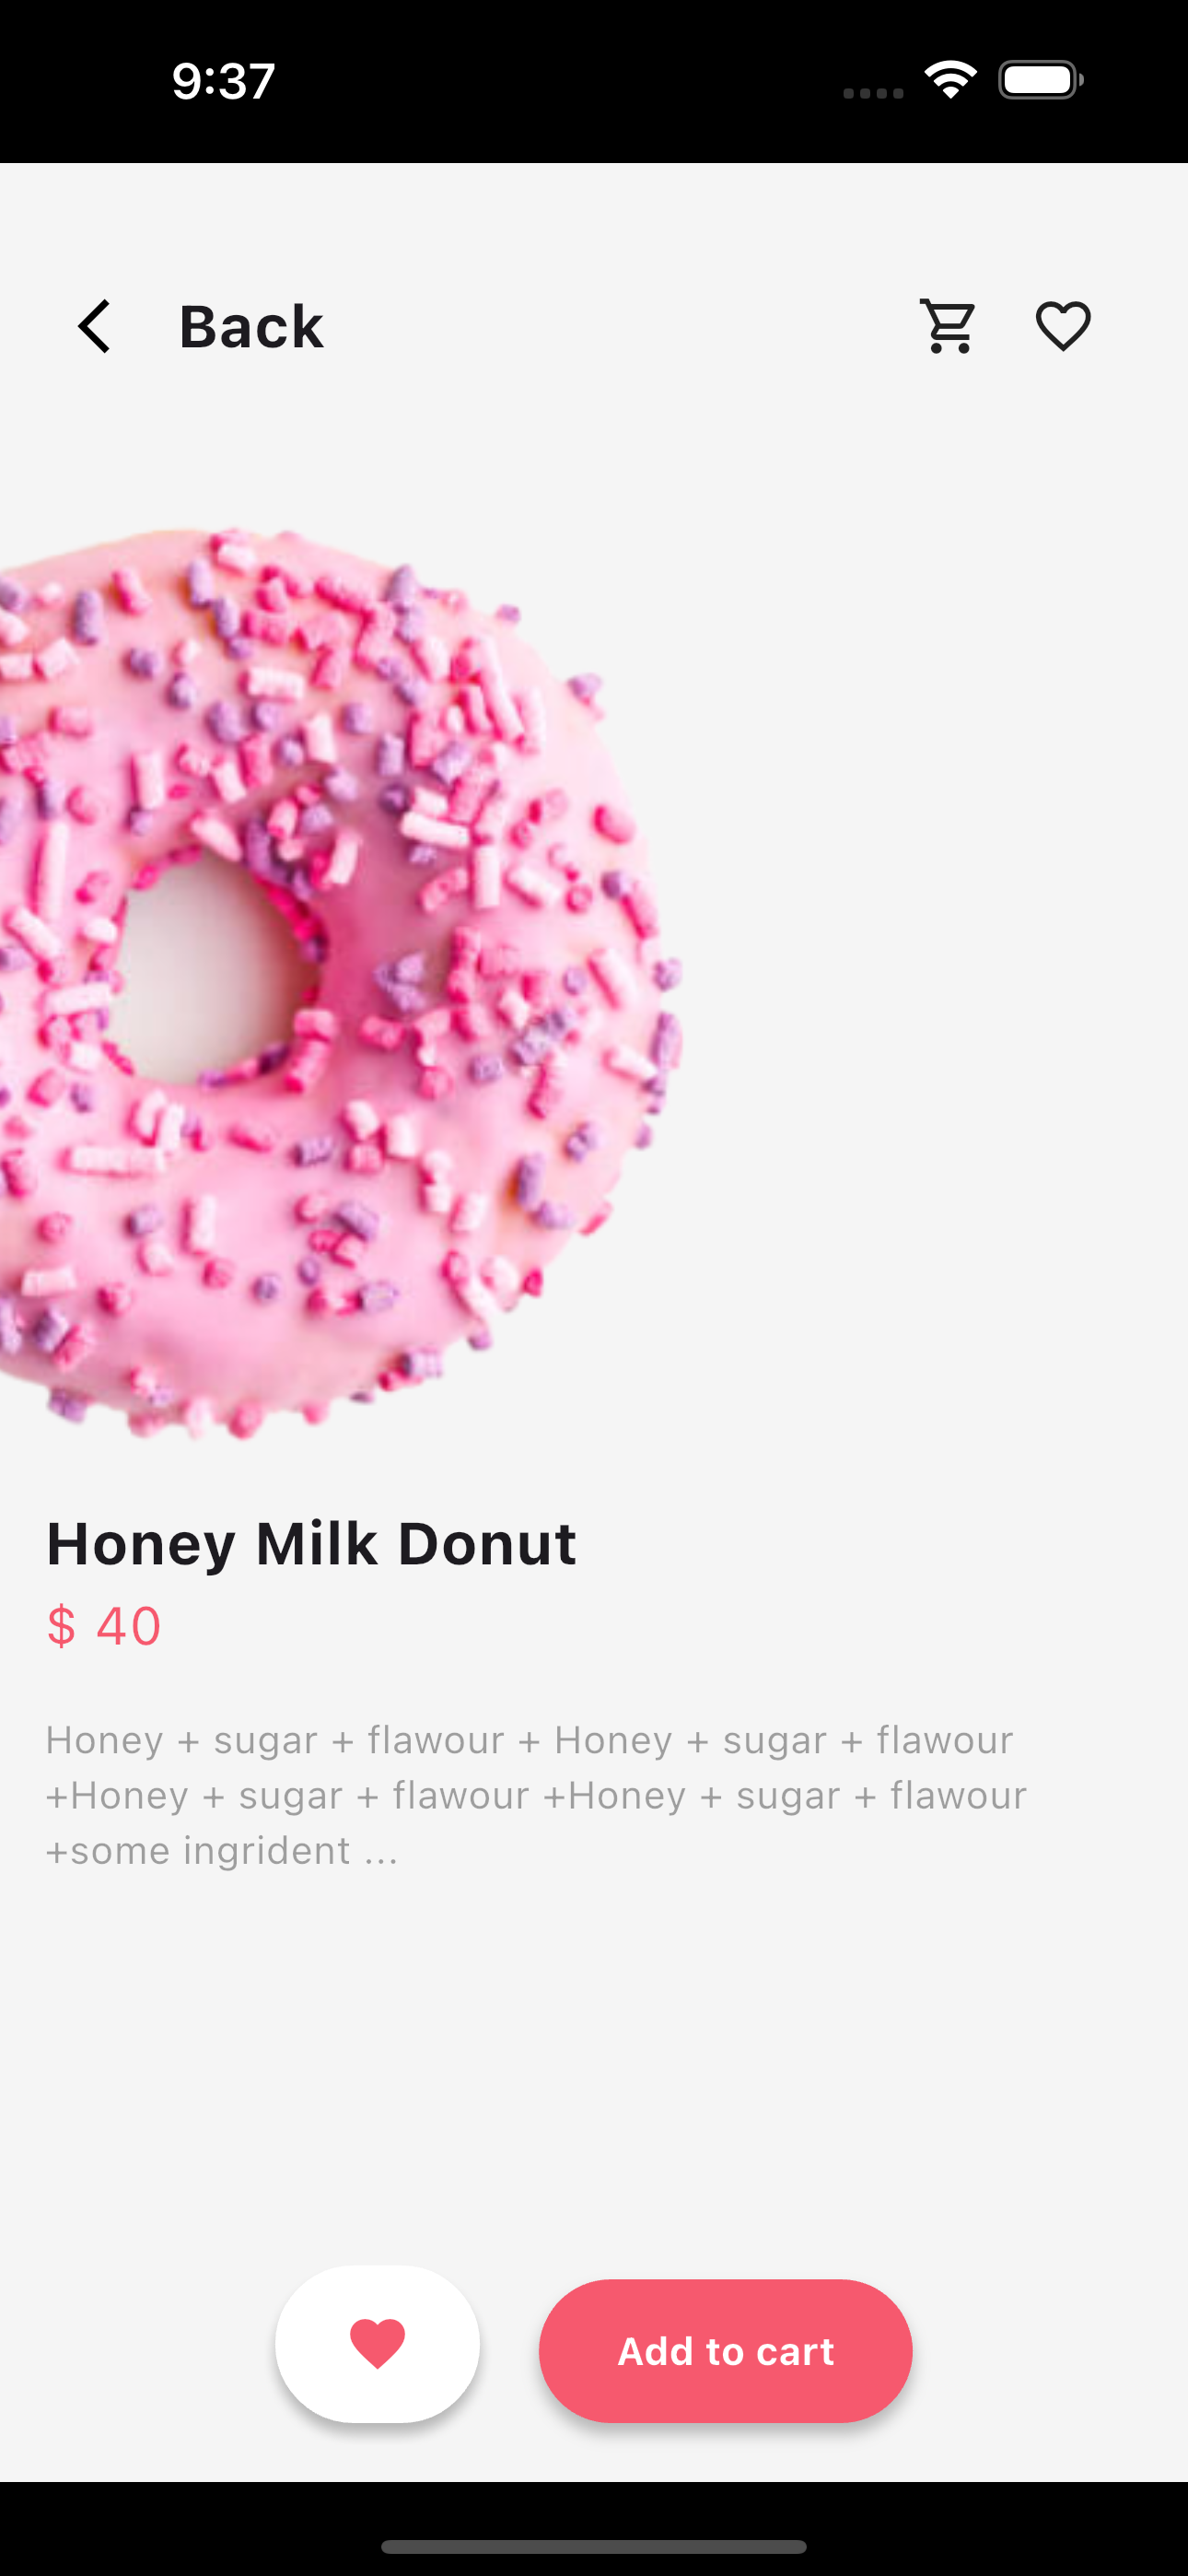 9:37
Back
Honey Milk Donut
$ 40
Honey + sugar + flawour + Honey + sugar + flawour
+Honey + sugar + flawour +Honey + sugar + flawour
+some ingrident ...
Add to cart